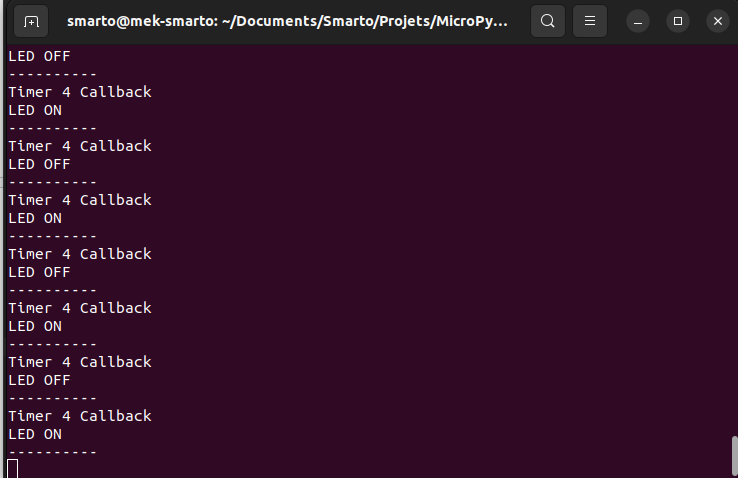 smarto@mek-smarto: ~/Documents/Smarto/Projets/MicroPy...
LED OFF
----------
Timer 4 Callback
LED ON
----------
Timer 4 Callback
LED OFF
----------
Timer 4 Callback
LED ON
----------
Timer 4 Callback
LED OFF
----------
Timer 4 Callback
LED ON
----------
Timer 4 Callback
LED OFF
----------
Timer 4 Callback
LED ON
----------